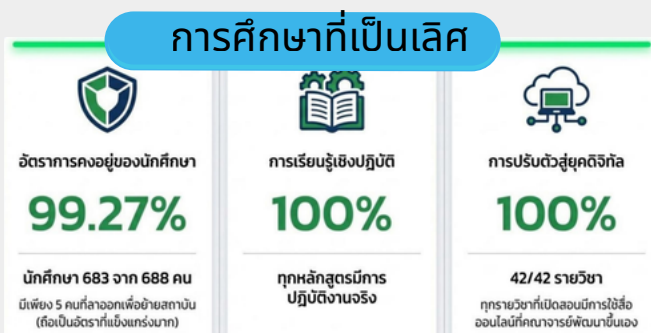 การศึกษาที่เป็นเลิศ
อัตราการคงอยู่ของนักศึกษา
99.27%
นักศึกษา 683 จาก 688 คน
มีเพียง 5 คนที่ลาออกเพื่อย้ายสถาบัน
(ถือเป็นอัตราที่แข็งแกร่งมาก)
การเรียนรู้เชิงปฏิบัติ
100%
ทุกหลักสูตรมีการ
ปฏิบัติงานจริง
การปรับตัวสู่ยุคดิจิทัล
100%
42/42 รายวิชา
ทุกรายวิชาที่เปิดสอนมีการใช้สื่อ
ออนไลน์ที่คณาจารย์พัฒนาขึ้นเอง